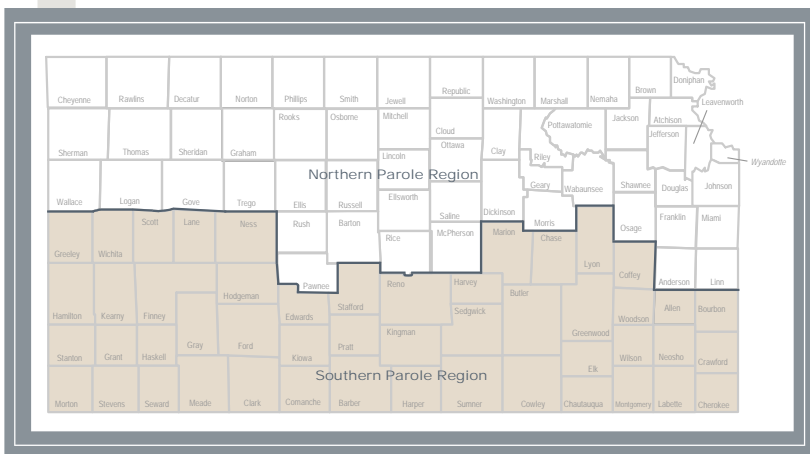 Cheyenne
Rawlins
Decatur
Norton
Phillips
Smith
Jewell
Republic
Washington
Marshall
Nemaha
Brown
Doniphan
Leavenworth
Rooks
Osborne
Mitchell
Cloud
Pottawatomie
Jackson
Atchison
Jefferson
Sherman
Thomas
Sheridan
Graham
Lincoln
Ottawa
Clay
Riley
Wyandotte
Northern Parole Region
Wallace
Logan
Gove
Trego
Ellis
Russell
Ellsworth
Saline
Dickinson
Geary
Wabaunsee
Shawnee
Douglas
Johnson
Scott
Lane
Ness
Rush
Barton
Rice
McPherson
Marion
Morris
Chase
Osage
Franklin
Miami
Greeley
Wichita
Lyon
Coffey
Anderson
Linn
Pawnee
Hodgeman
Reno
Harvey
Butler
Stafford
Edwards
Sedgwick
Hamilton
Kearny
Finney
Gray
Ford
Kingman
Greenwood
Woodson
Allen
Bourbon
Stanton
Grant
Haskell
Kiowa
Pratt
Elk
Wilson
Neosho
Crawford
Southern Parole Region
Morton
Stevens
Seward
Meade
Clark
Comanche
Barber
Harper
Sumner
Cowley
Chautauqua
Montgomery
Labette
Cherokee